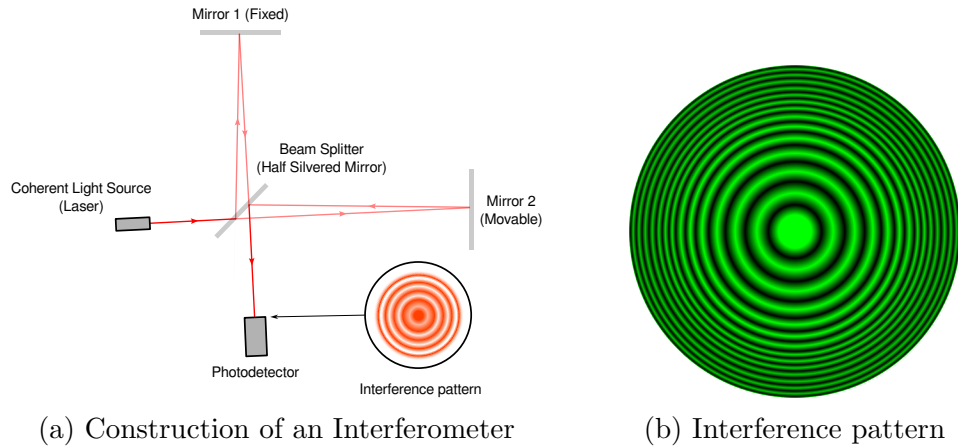 Mirror 1 (Fixed)
Beam Splitter
(Half Silvered Mirror)
Coherent Light Source
(Laser)
Mirror 2
(Movable)
Photodetector
Interference pattern
(a) Construction of an Interferometer
(b) Interference pattern